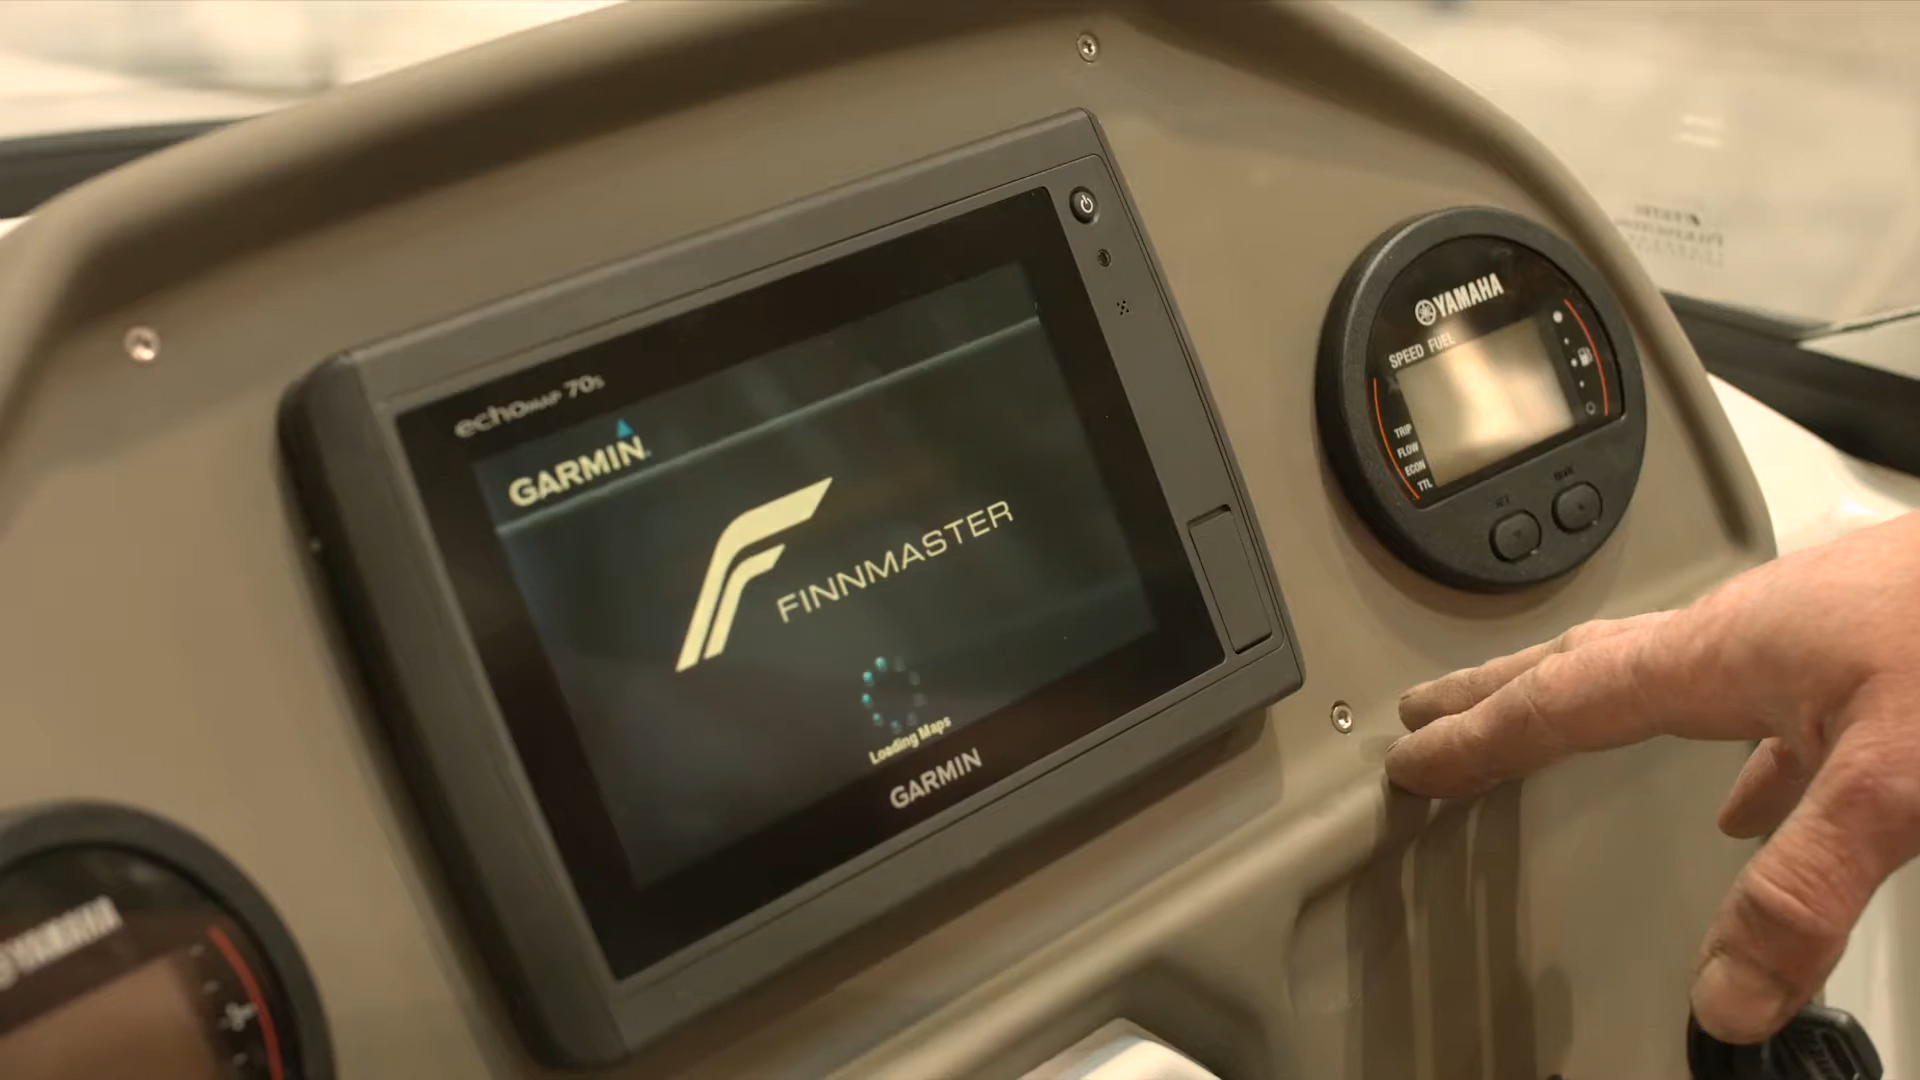 echoMAP 70s
GARMIN
FINNMASTER
Loading Maps
GARMIN
YAMAHA
SPEED FUEL
TRIP
FLOW
ECON
TTL
YAMAHA